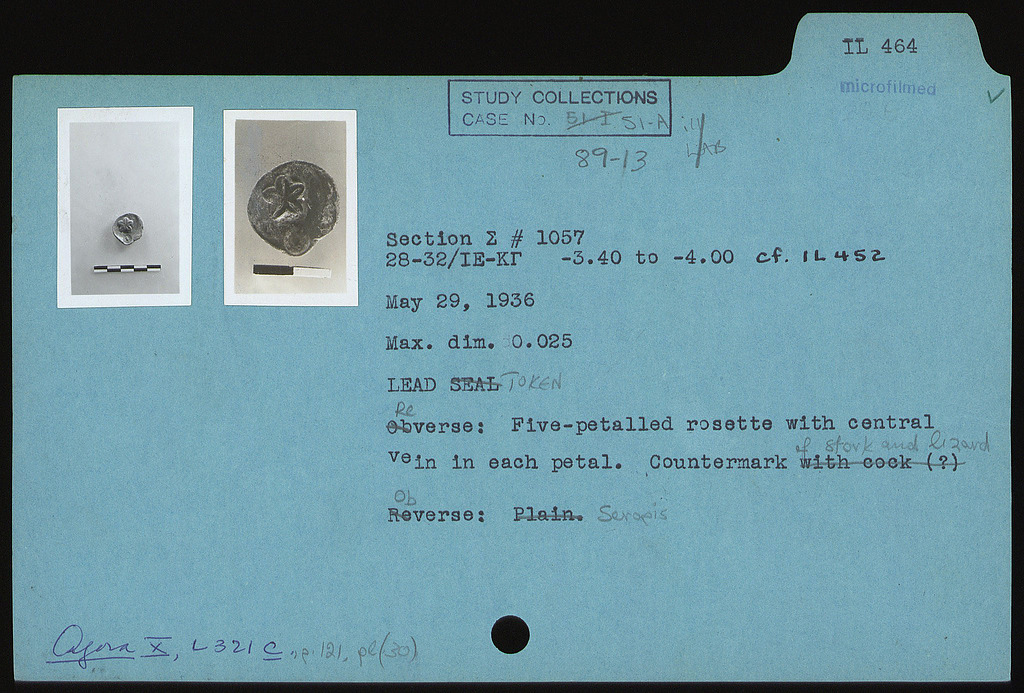 IL 464
microfilmed
STUDY COLLECTIONS
CASE NO. 51-I 51-A
89-13
Section Σ # 1057
28-32/ΙΕ-ΚΓ -3.40 to -4.00 cf. IL 452
May 29, 1936
Max. dim. 0.025
LEAD SEAL TOKEN
Re
Obverse: Five-petalled rosette with central
of stork and lizard
vein in each petal. Countermark with cock (?)
Ob
Reverse: Plain. Serapis
Agora X, L 321 c, p. 121, pl (30)